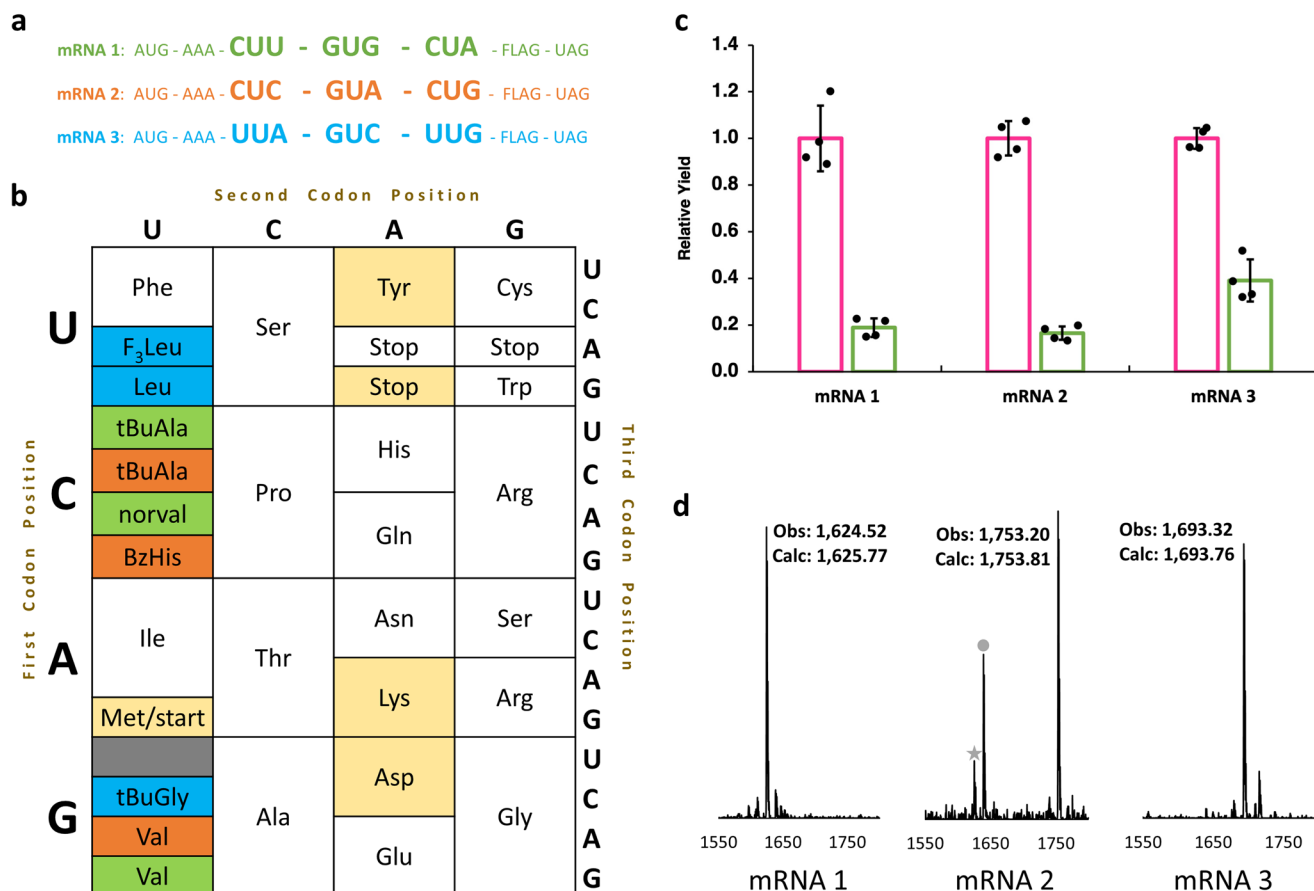 a
mRNA 1: AUG - AAA - CUU - GUG - CUA - FLAG - UAG
mRNA 2: AUG - AAA - CUC - GUA - CUG - FLAG - UAG
mRNA 3: AUG - AAA - UUA - GUC - UUG - FLAG - UAG
b
Second Codon Position
U C A G
First Codon Position
Third Codon Position
U
Phe
F3Leu
Leu
Ser
Tyr
Stop
Stop
Cys
Stop
Trp
U
C
A
G
C
tBuAla
tBuAla
norval
BzHis
Pro
His
Gln
Arg
U
C
A
G
A
Ile
Met/start
Thr
Asn
Lys
Ser
Arg
U
C
A
G
G
tBuGly
Val
Val
Ala
Asp
Glu
Gly
U
C
A
G
c
Relative Yield
1.4
1.2
1.0
0.8
0.6
0.4
0.2
0.0
mRNA 1 mRNA 2 mRNA 3
d
Obs: 1,624.52
Calc: 1,625.77
Obs: 1,753.20
Calc: 1,753.81
Obs: 1,693.32
Calc: 1,693.76
1550 1650 1750
1550 1650 1750
1550 1650 1750
mRNA 1 mRNA 2 mRNA 3